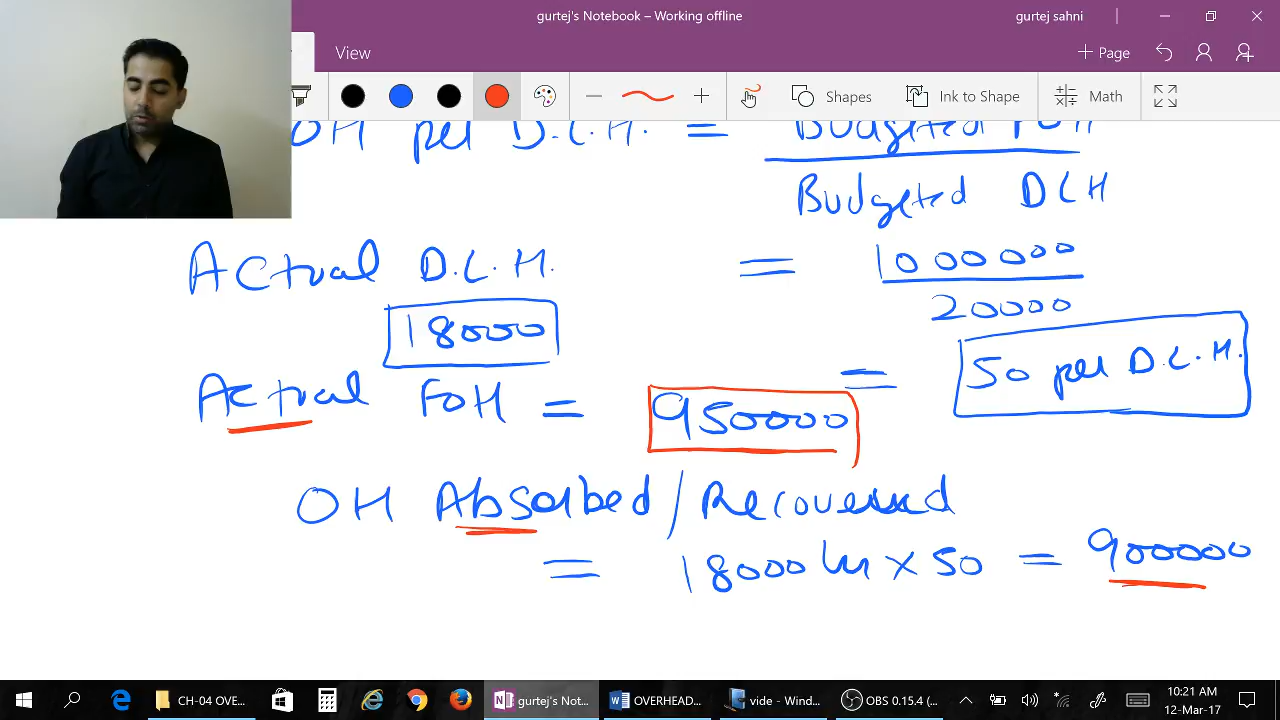 gurtej's Notebook – Working offline
gurtej sahni
View
Page
Shapes
Ink to Shape
Math
OH per D.L.H. = Budgeted FOH
Budgeted DLH
Actual D.L.H. = 1000000
20000
18000
= 50 per D.L.H.
Actual FOH = 950000
OH Absorbed/Recovered
= 18000 hr × 50 = 900000
CH-04 OVE...
gurtej's Not...
OVERHEAD...
vide - Wind...
OBS 0.15.4 (...
10:21 AM
12-Mar-17